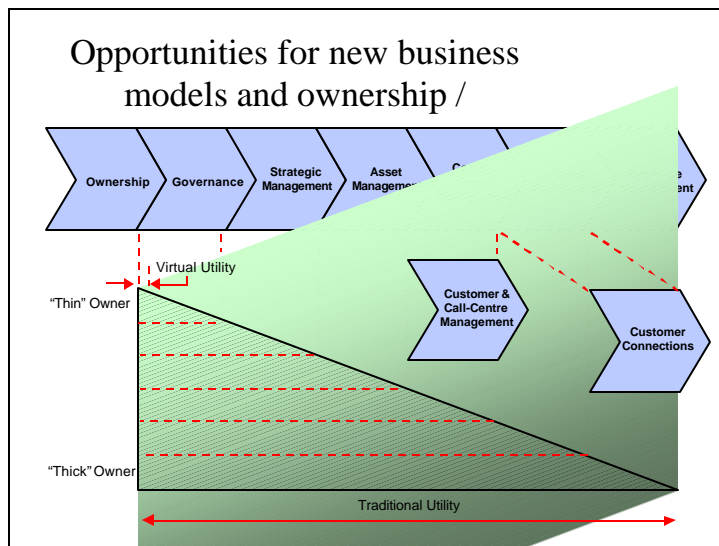 Opportunities for new business
models and ownership /
Ownership
Governance
Strategic
Management
Asset
Virtual Utility
"Thin" Owner
Customer &
Call-Centre
Management
Customer
Connections
"Thick" Owner
Traditional Utility